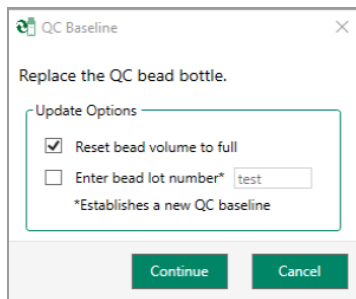 QC Baseline
Replace the QC bead bottle.
Update Options
Reset bead volume to full
Enter bead lot number* test
*Establishes a new QC baseline
Continue Cancel